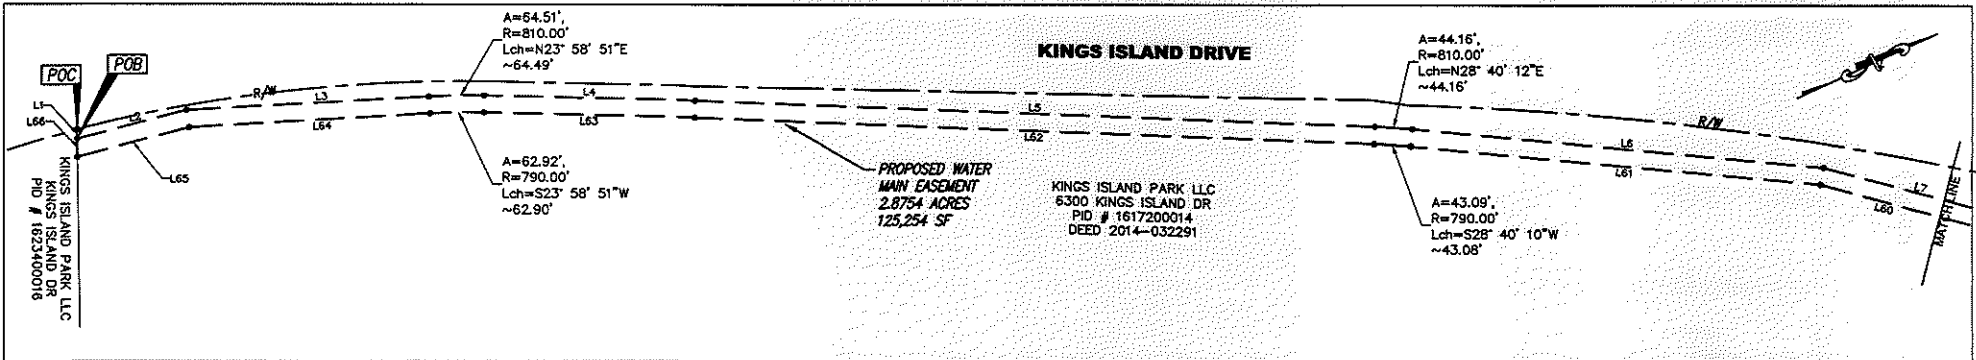 A=64.51',
R=810.00'
Lch=N23° 58' 51"E
~64.49'
KINGS ISLAND DRIVE
A=44.16',
R=810.00'
Lch=N28° 40' 12"E
~44.16'
POC
POB
L1
L66
L2
R/W
L3
L4
L5
L6
R/W
L7
L65
L64
L63
L62
L61
L60
MATCH LINE
A=62.92',
R=790.00'
Lch=S23° 58' 51"W
~62.90'
PROPOSED WATER
MAIN EASEMENT
2.8754 ACRES
125,254 SF
KINGS ISLAND PARK LLC
6300 KINGS ISLAND DR
PID # 1617200014
DEED 2014-032291
A=43.09',
R=790.00'
Lch=S28° 40' 10"W
~43.08'
KINGS ISLAND PARK LLC
KINGS ISLAND DR
PID # 1623400016